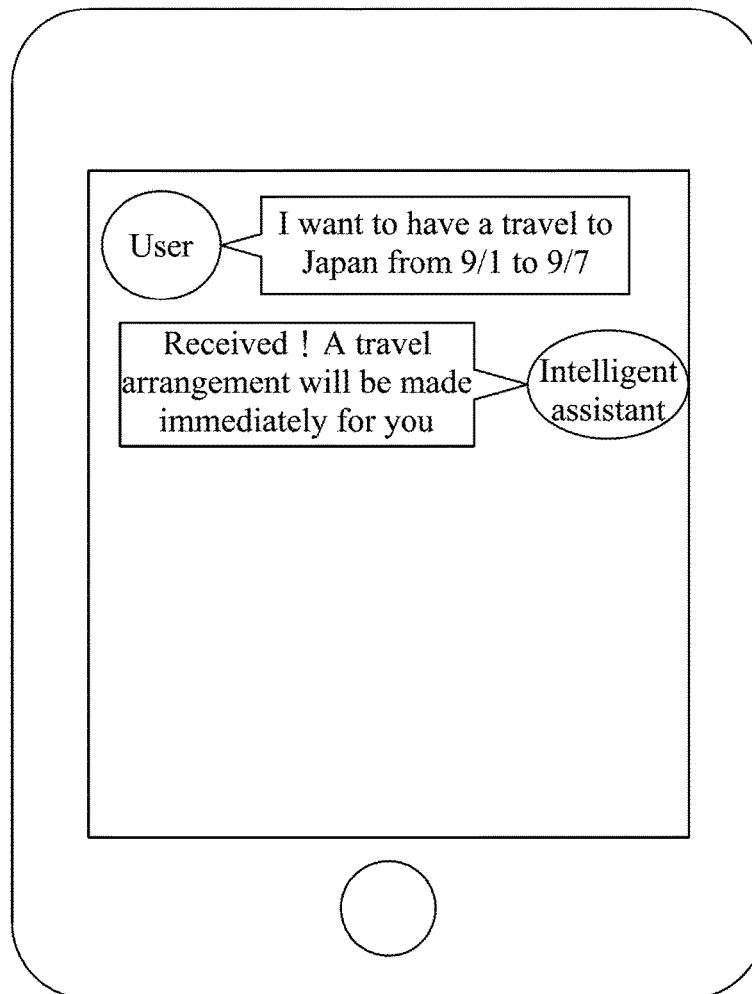 User
I want to have a travel to
Japan from 9/1 to 9/7
Received！A travel
arrangement will be made
immediately for you
Intelligent
assistant